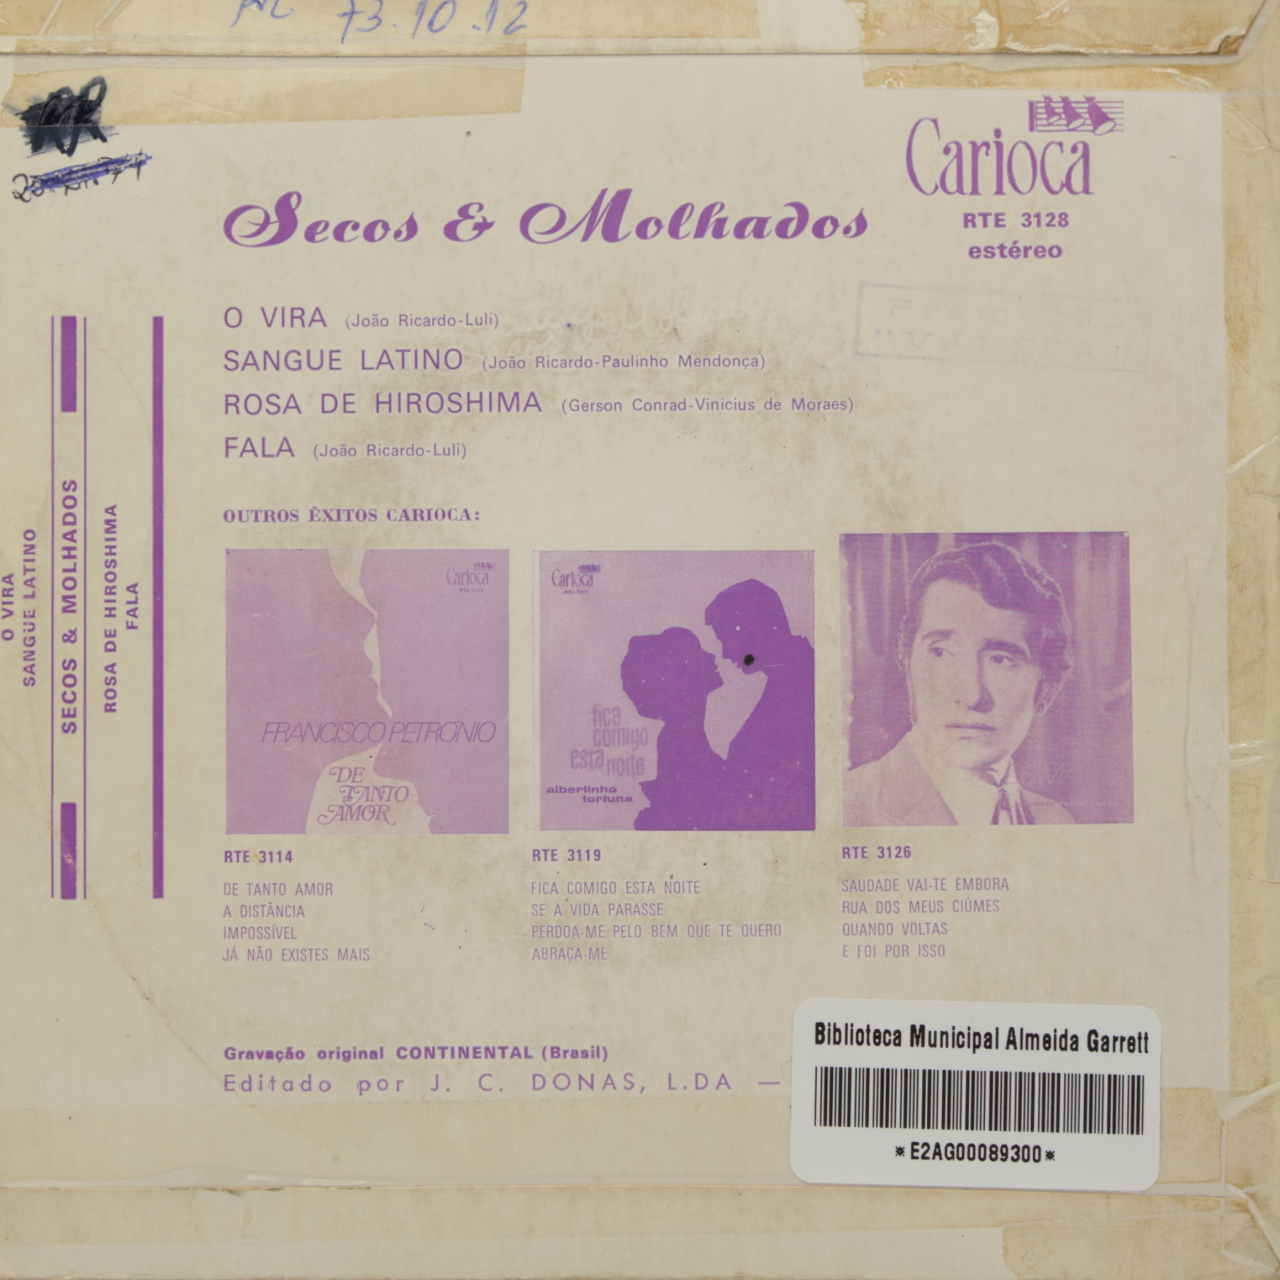 73.10.12
Carioca
RTE 3128
estéreo
Secos & Molhados
O VIRA (João Ricardo-Luli)
SANGUE LATINO (João Ricardo-Paulinho Mendonça)
ROSA DE HIROSHIMA (Gerson Conrad-Vinicius de Moraes)
FALA (João Ricardo-Luli)
O VIRA
SANGUE LATINO
SECOS & MOLHADOS
ROSA DE HIROSHIMA
FALA
OUTROS ÊXITOS CARIOCA:
Carioca
FRANCISCO PETRÔNIO
DE
TANTO
AMOR
RTE 3114
DE TANTO AMOR
A DISTÂNCIA
IMPOSSÍVEL
JÁ NÃO EXISTES MAIS
Carioca
fica
comigo
esta noite
albertinho
fortuna
RTE 3119
FICA COMIGO ESTA NOITE
SE A VIDA PARASSE
PERDOA-ME PELO BEM QUE TE QUERO
ABRAÇA-ME
RTE 3126
SAUDADE VAI-TE EMBORA
RUA DOS MEUS CIÚMES
QUANDO VOLTAS
E FOI POR ISSO
Gravação original CONTINENTAL (Brasil)
Editado por J. C. DONAS, L.DA —
Biblioteca Municipal Almeida Garrett
*E2AG00089300*